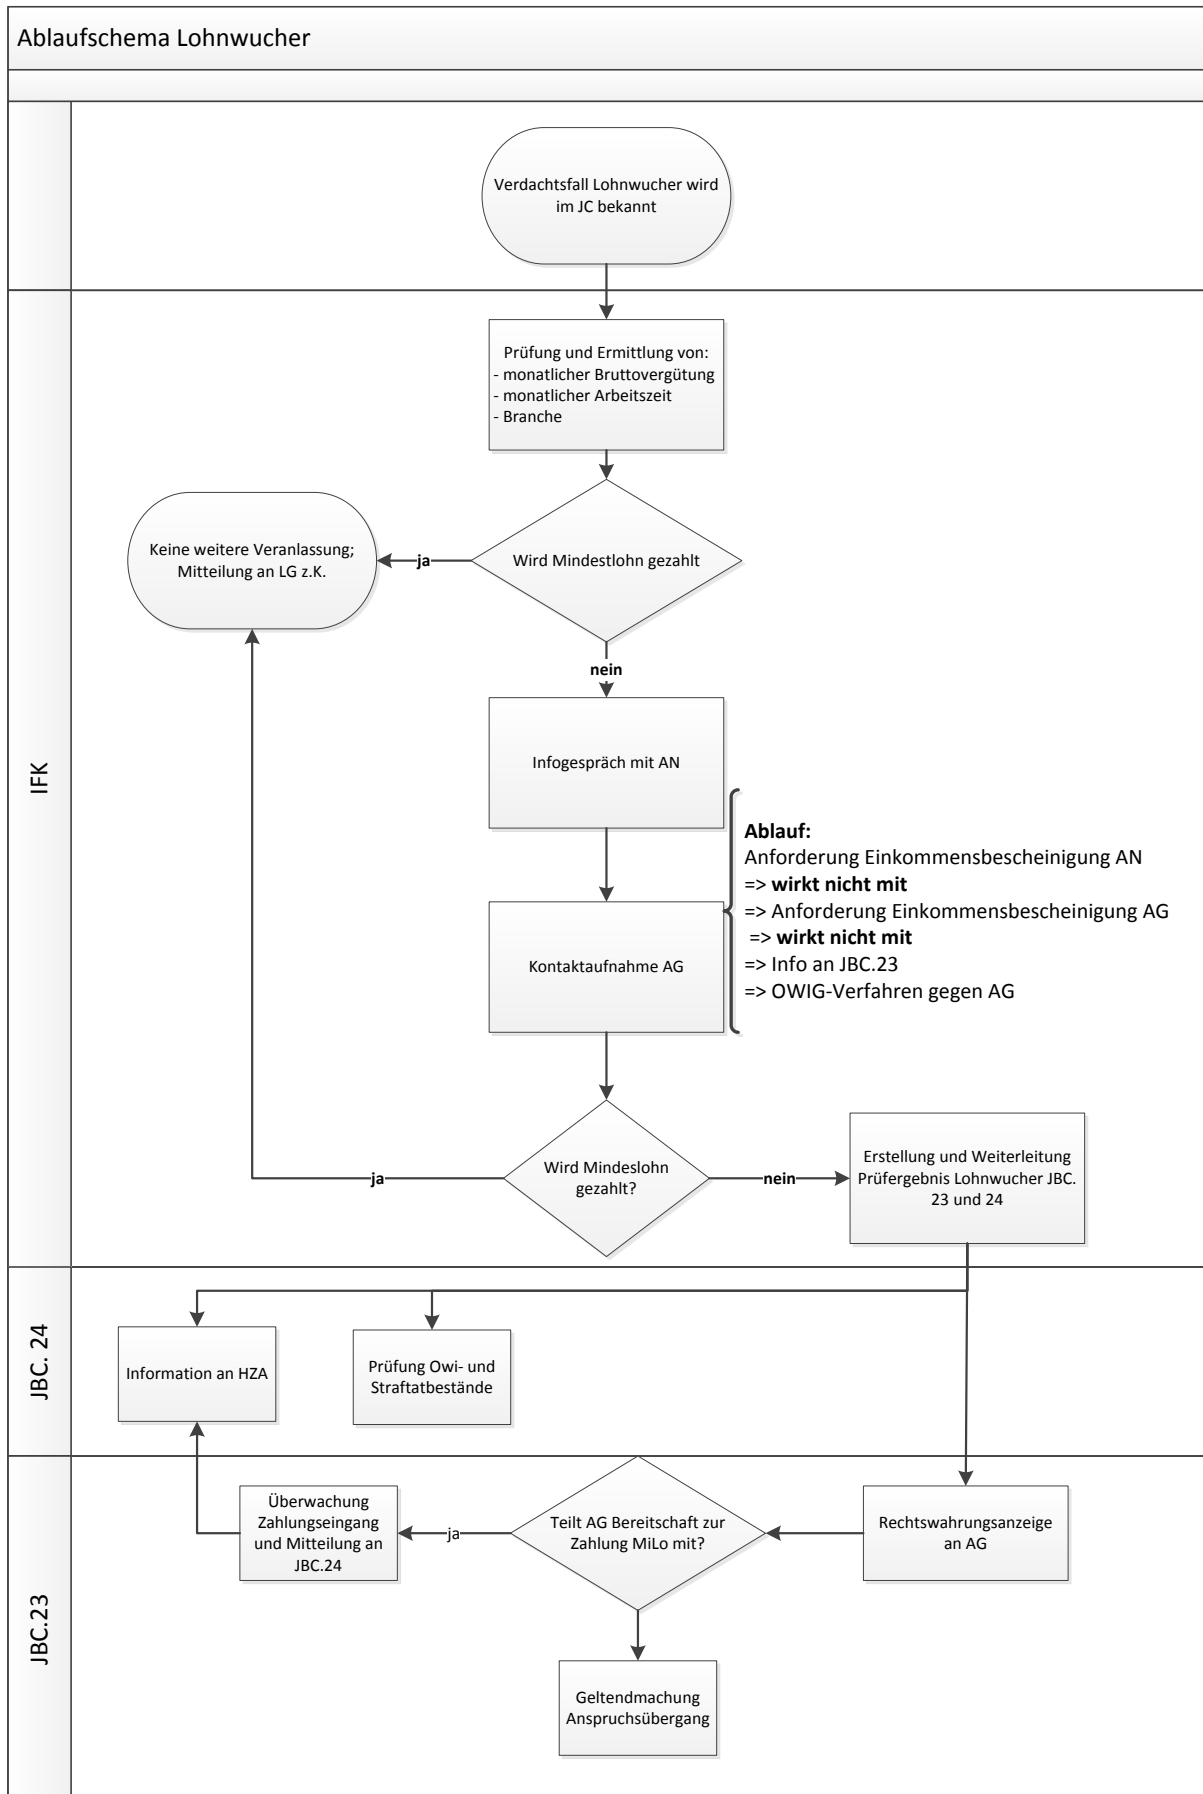 Ablaufschema Lohnwucher
Verdachtsfall Lohnwucher wird
im JC bekannt
IFK
Prüfung und Ermittlung von:
- monatlicher Bruttovergütung
- monatlicher Arbeitszeit
- Branche
Keine weitere Veranlassung;
Mitteilung an LG z.K.
ja
Wird Mindestlohn gezahlt
nein
Infogespräch mit AN
Kontaktaufnahme AG
Ablauf:
Anforderung Einkommensbescheinigung AN
=> wirkt nicht mit
=> Anforderung Einkommensbescheinigung AG
=> wirkt nicht mit
=> Info an JBC.23
=> OWIG-Verfahren gegen AG
ja
Wird Mindeslohn
gezahlt?
nein
Erstellung und Weiterleitung
Prüfergebnis Lohnwucher JBC.
23 und 24
JBC. 24
Information an HZA
Prüfung Owi- und
Straftatbestände
JBC.23
Überwachung
Zahlungseingang
und Mitteilung an
JBC.24
ja
Teilt AG Bereitschaft zur
Zahlung MiLo mit?
Rechtswahrungsanzeige
an AG
Geltendmachung
Anspruchsübergang